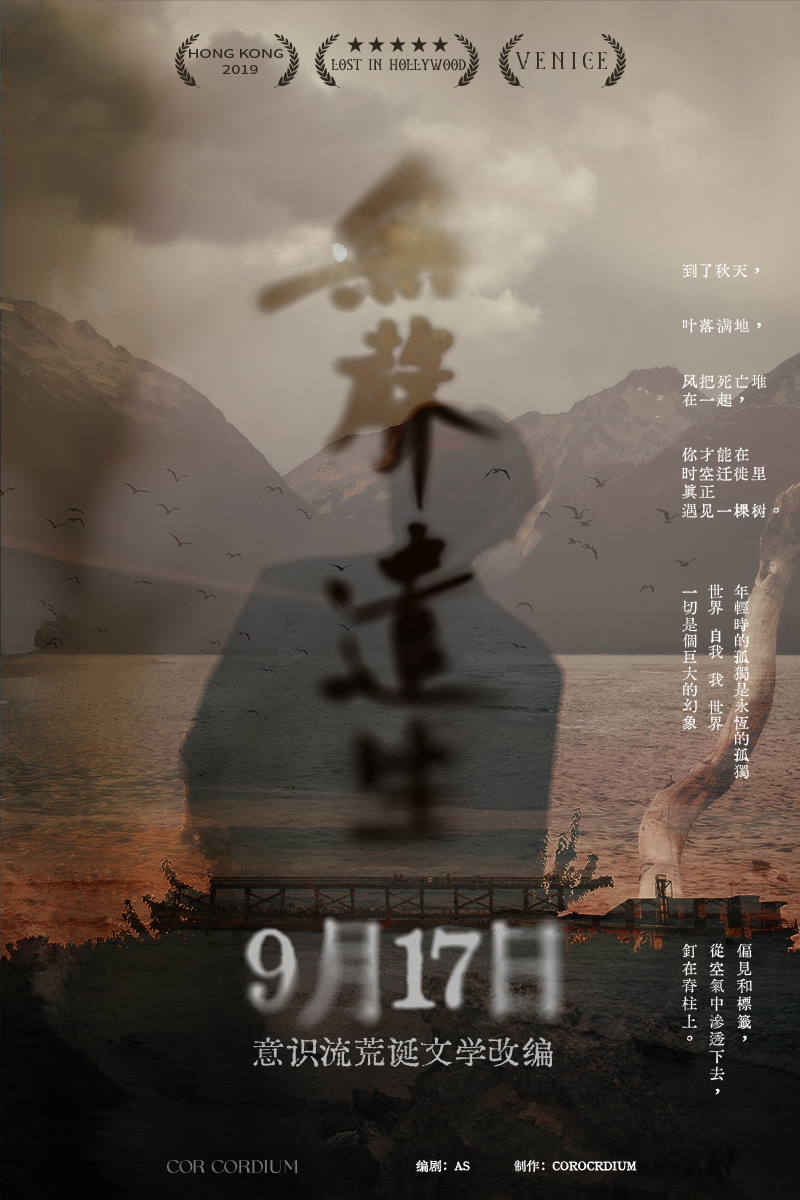 HONG KONG
2019
LOST IN HOLLYWOOD
VENICE
無
遣
生
到了秋天，
叶落满地，
风把死亡堆
在一起，
你才能在
时空迁徙里
眞正
遇见一棵树。
年輕時的孤獨是永恆的孤獨
世界 自我 我 世界
一切是個巨大的幻象
偏見和標籤，
從空氣中滲透下去，
釘在脊柱上。
9月17日
意识流荒诞文学改编
COR CORDIUM
编剧：AS
制作：COROCRDIUM